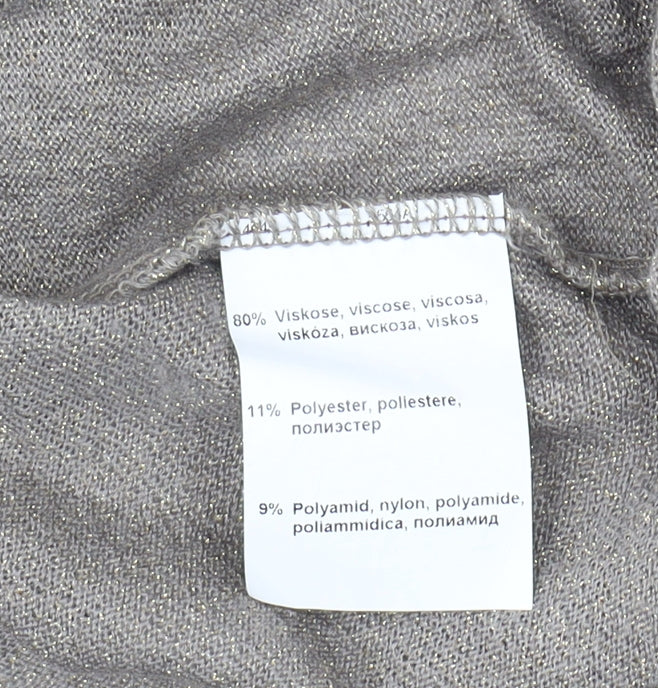 80% Viskose, viscose, viscosa,
viskóza, вискоза, viskos
11% Polyester, poliestere,
полиэстер
9% Polyamid, nylon, polyamide,
poliammidica, полиамид